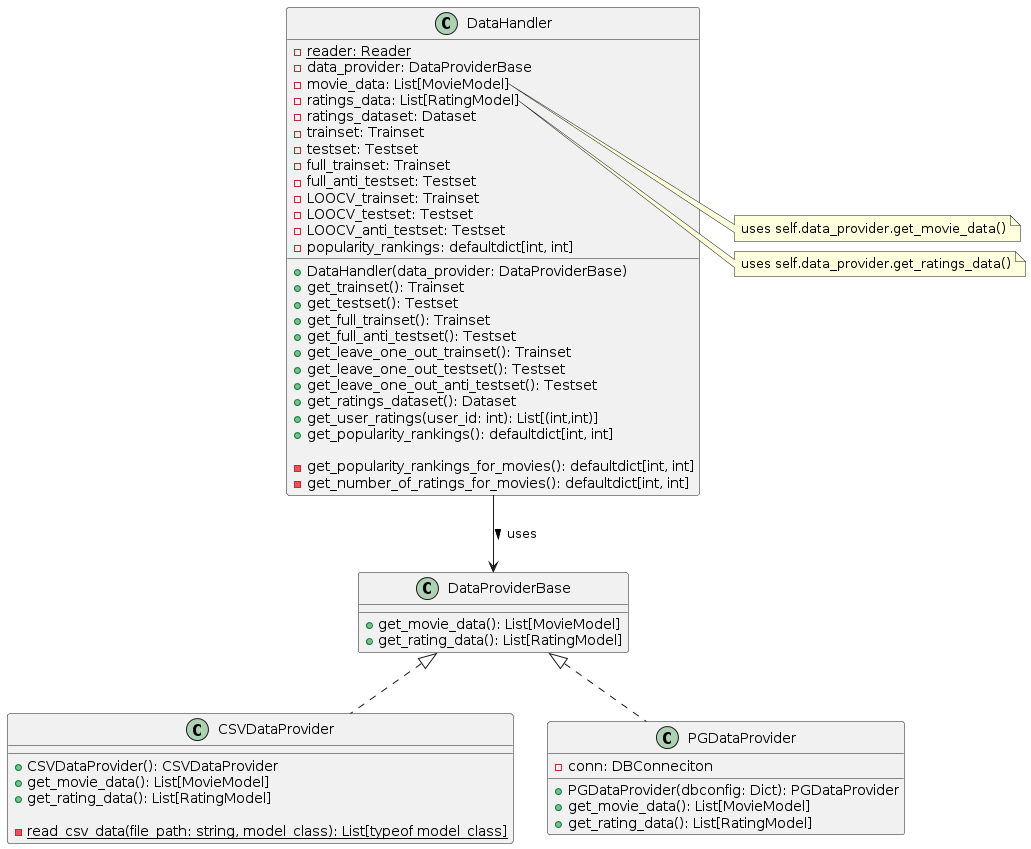 C DataHandler
reader: Reader
data_provider: DataProviderBase
movie_data: List[MovieModel]
ratings_data: List[RatingModel]
ratings_dataset: Dataset
trainset: Trainset
testset: Testset
full_trainset: Trainset
full_anti_testset: Testset
LOOCV_trainset: Trainset
LOOCV_testset: Testset
LOOCV_anti_testset: Testset
popularity_rankings: defaultdict[int, int]
uses self.data_provider.get_movie_data()
uses self.data_provider.get_ratings_data()
DataHandler(data_provider: DataProviderBase)
get_trainset(): Trainset
get_testset(): Testset
get_full_trainset(): Trainset
get_full_anti_testset(): Testset
get_leave_one_out_trainset(): Trainset
get_leave_one_out_testset(): Testset
get_leave_one_out_anti_testset(): Testset
get_ratings_dataset(): Dataset
get_user_ratings(user_id: int): List[(int,int)]
get_popularity_rankings(): defaultdict[int, int]
get_popularity_rankings_for_movies(): defaultdict[int, int]
get_number_of_ratings_for_movies(): defaultdict[int, int]
uses
C DataProviderBase
get_movie_data(): List[MovieModel]
get_rating_data(): List[RatingModel]
C CSVDataProvider
CSVDataProvider(): CSVDataProvider
get_movie_data(): List[MovieModel]
get_rating_data(): List[RatingModel]
read_csv_data(file_path: string, model_class): List[typeof model_class]
C PGDataProvider
conn: DBConneciton
PGDataProvider(dbconfig: Dict): PGDataProvider
get_movie_data(): List[MovieModel]
get_rating_data(): List[RatingModel]